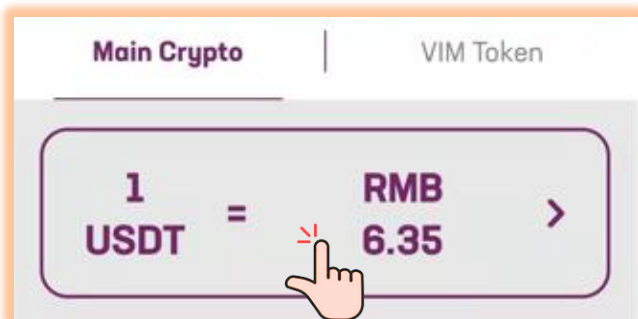 Main Crypto | VIM Token
1 RMB
USDT = 6.35 >